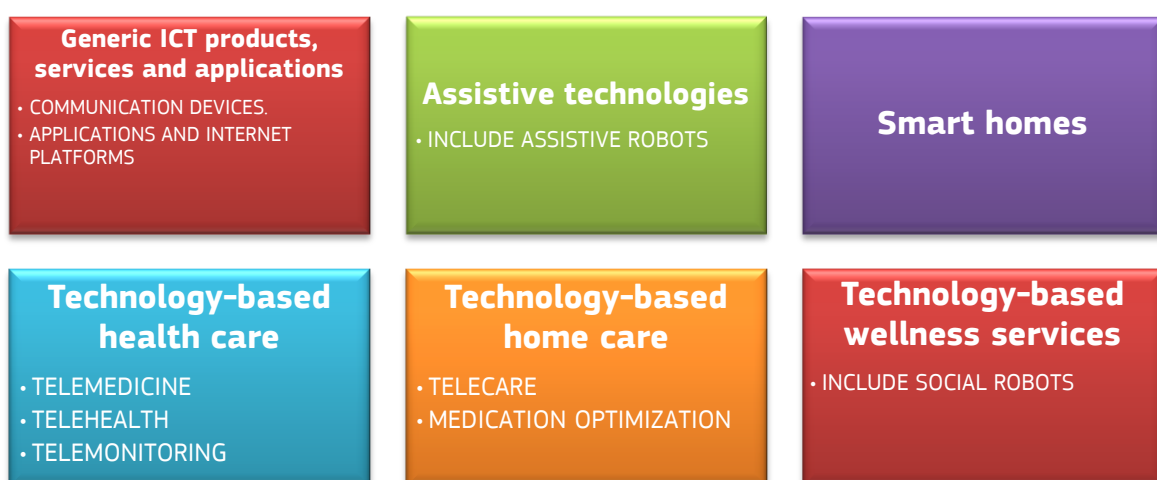 Generic ICT products,
services and applications
• COMMUNICATION DEVICES.
• APPLICATIONS AND INTERNET
PLATFORMS
Assistive technologies
• INCLUDE ASSISTIVE ROBOTS
Smart homes
Technology-based
health care
• TELEMEDICINE
• TELEHEALTH
• TELEMONITORING
Technology-based
home care
• TELECARE
• MEDICATION OPTIMIZATION
Technology-based
wellness services
• INCLUDE SOCIAL ROBOTS